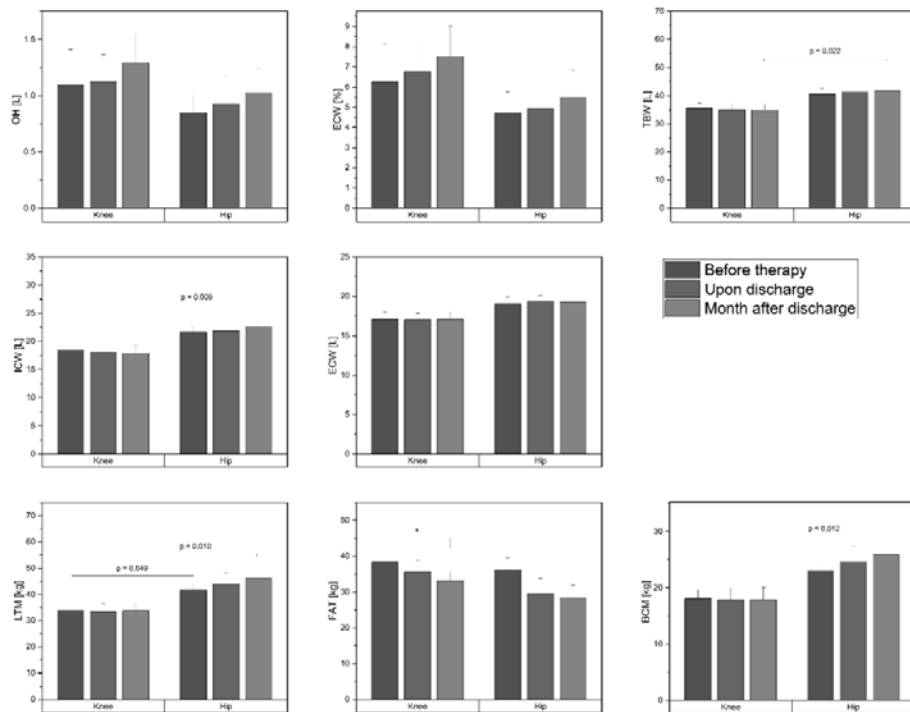 OH [L]
1.5
1.0
0.5
0.0
Knee
Hip
ECW [%]
9
8
7
6
5
4
3
2
1
0
Knee
Hip
TBW [L]
70
60
50
40
30
20
10
0
p = 0,022
Knee
Hip
ICW [L]
35
30
25
20
15
10
5
0
p = 0.009
Knee
Hip
ECW [L]
25
20
15
10
5
0
Knee
Hip
Before therapy
Upon discharge
Month after discharge
LTM [kg]
75
70
60
50
40
30
20
10
0
p = 0,010
p = 0,049
Knee
Hip
FAT [kg]
50
40
30
20
10
0
Knee
Hip
BCM [kg]
30
20
10
0
p = 0,012
Knee
Hip